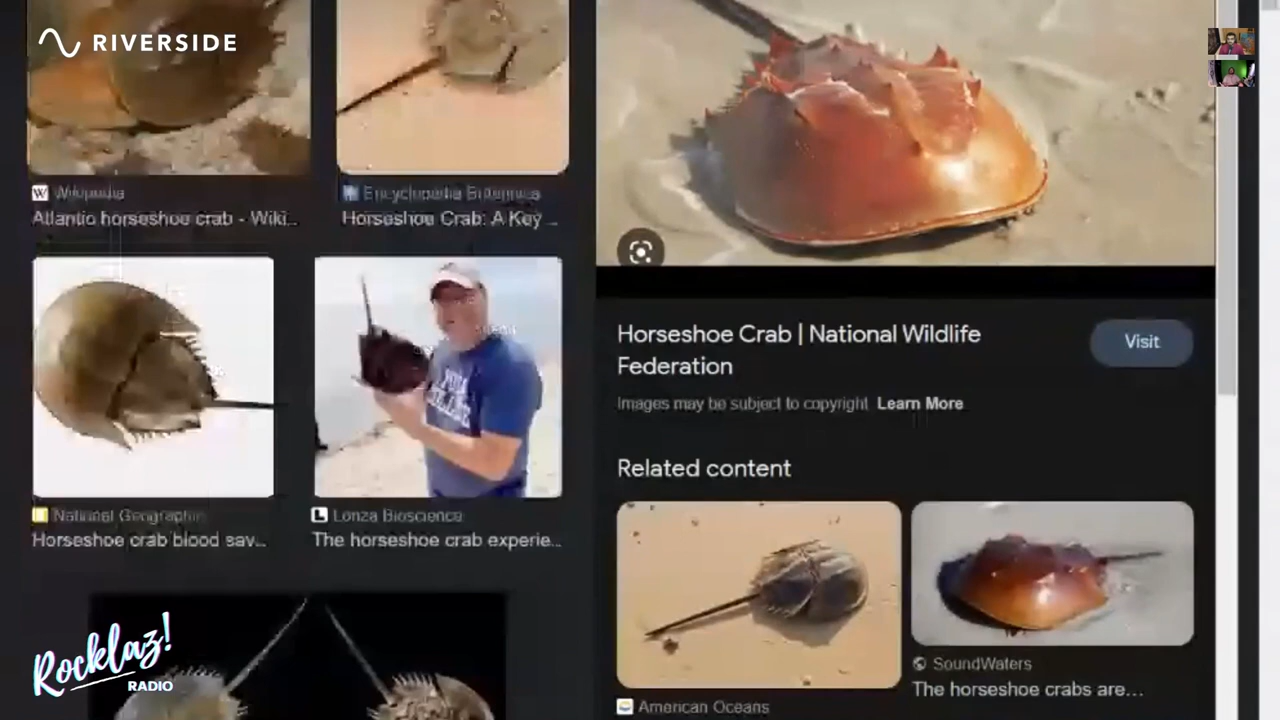 RIVERSIDE
Wikipedia
Atlantic horseshoe crab - Wiki...
Encyclopedia Britannica
Horseshoe Crab: A Key ...
National Geographic
Horseshoe crab blood sav...
Lonza Bioscience
The horseshoe crab experie...
Horseshoe Crab | National Wildlife
Federation
Visit
Images may be subject to copyright. Learn More
Related content
American Oceans
SoundWaters
The horseshoe crabs are...
Rocklaz!
RADIO